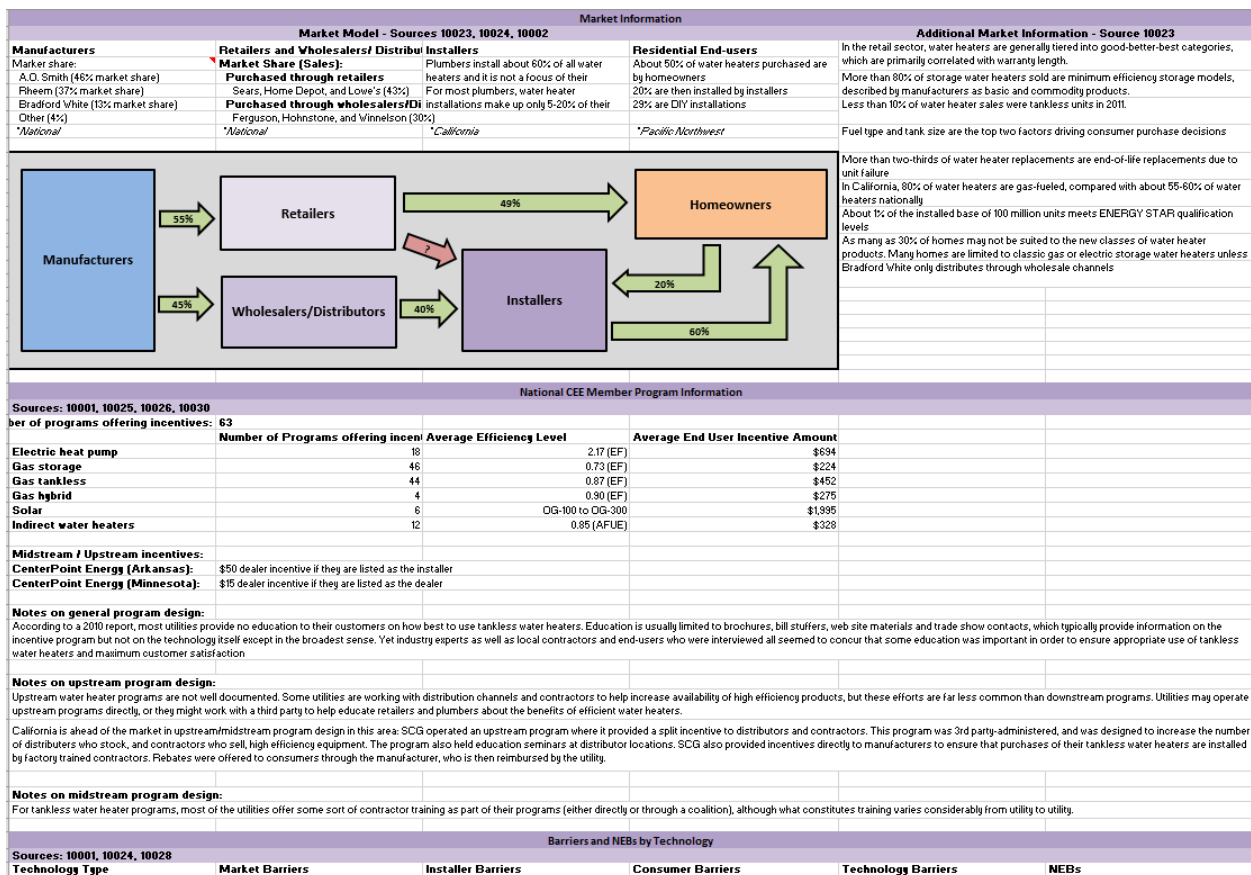 Market Information
Market Model - Sources 10023, 10024, 10002
Additional Market Information - Source 10023
Manufacturers
Marker share:
A.O. Smith (46% market share)
Rheem (37% market share)
Bradford White (13% market share)
Other (4%)
*National
Retailers and Wholesalers/ Distribu
Market Share (Sales):
Purchased through retailers
Sears, Home Depot, and Lowe's (43%)
Purchased through wholesalers/Di
Ferguson, Hohnstone, and Winnelson (30%)
*National
Installers
Plumbers install about 60% of all water
heaters and it is not a focus of their
For most plumbers, water heater
installations make up only 5-20% of their
*California
Residential End-users
About 50% of water heaters purchased are
by homeowners
20% are then installed by installers
29% are DIY installations
*Pacific Northwest
In the retail sector, water heaters are generally tiered into good-better-best categories,
which are primarily correlated with warranty length.
More than 80% of storage water heaters sold are minimum efficiency storage models,
described by manufacturers as basic and commodity products.
Less than 10% of water heater sales were tankless units in 2011.
Fuel type and tank size are the top two factors driving consumer purchase decisions
More than two-thirds of water heater replacements are end-of-life replacements due to
unit failure
In California, 80% of water heaters are gas-fueled, compared with about 55-60% of water
heaters nationally
About 1% of the installed base of 100 million units meets ENERGY STAR qualification
levels
As many as 30% of homes may not be suited to the new classes of water heater
products. Many homes are limited to classic gas or electric storage water heaters unless
Bradford White only distributes through wholesale channels
Manufacturers
55%
45%
Retailers
Wholesalers/Distributors
49%
?
40%
Installers
Homeowners
20%
60%
National CEE Member Program Information
Sources: 10001, 10025, 10026, 10030
ber of programs offering incentives: 63
Number of Programs offering incen Average Efficiency Level Average End User Incentive Amount
Electric heat pump 18 2.17 (EF) $694
Gas storage 46 0.73 (EF) $224
Gas tankless 44 0.87 (EF) $452
Gas hybrid 4 0.90 (EF) $275
Solar 6 OG-100 to OG-300 $1,995
Indirect water heaters 12 0.85 (AFUE) $328
Midstream / Upstream incentives:
CenterPoint Energy (Arkansas): $50 dealer incentive if they are listed as the installer
CenterPoint Energy (Minnesota): $15 dealer incentive if they are listed as the dealer
Notes on general program design:
According to a 2010 report, most utilities provide no education to their customers on how best to use tankless water heaters. Education is usually limited to brochures, bill stuffers, web site materials and trade show contacts, which typically provide information on the
incentive program but not on the technology itself except in the broadest sense. Yet industry experts as well as local contractors and end-users who were interviewed all seemed to concur that some education was important in order to ensure appropriate use of tankless
water heaters and maximum customer satisfaction
Notes on upstream program design:
Upstream water heater programs are not well documented. Some utilities are working with distribution channels and contractors to help increase availability of high efficiency products, but these efforts are far less common than downstream programs. Utilities may operate
upstream programs directly, or they might work with a third party to help educate retailers and plumbers about the benefits of efficient water heaters.
California is ahead of the market in upstream/midstream program design in this area: SCG operated an upstream program where it provided a split incentive to distributors and contractors. This program was 3rd party-administered, and was designed to increase the number
of distributers who stock, and contractors who sell, high efficiency equipment. The program also held education seminars at distributor locations. SCG also provided incentives directly to manufacturers to ensure that purchases of their tankless water heaters are installed
by factory trained contractors. Rebates were offered to consumers through the manufacturer, who is then reimbursed by the utility.
Notes on midstream program design:
For tankless water heater programs, most of the utilities offer some sort of contractor training as part of their programs (either directly or through a coalition), although what constitutes training varies considerably from utility to utility.
Barriers and NEBs by Technology
Sources: 10001, 10024, 10028
Technology Type Market Barriers Installer Barriers Consumer Barriers Technology Barriers NEBs